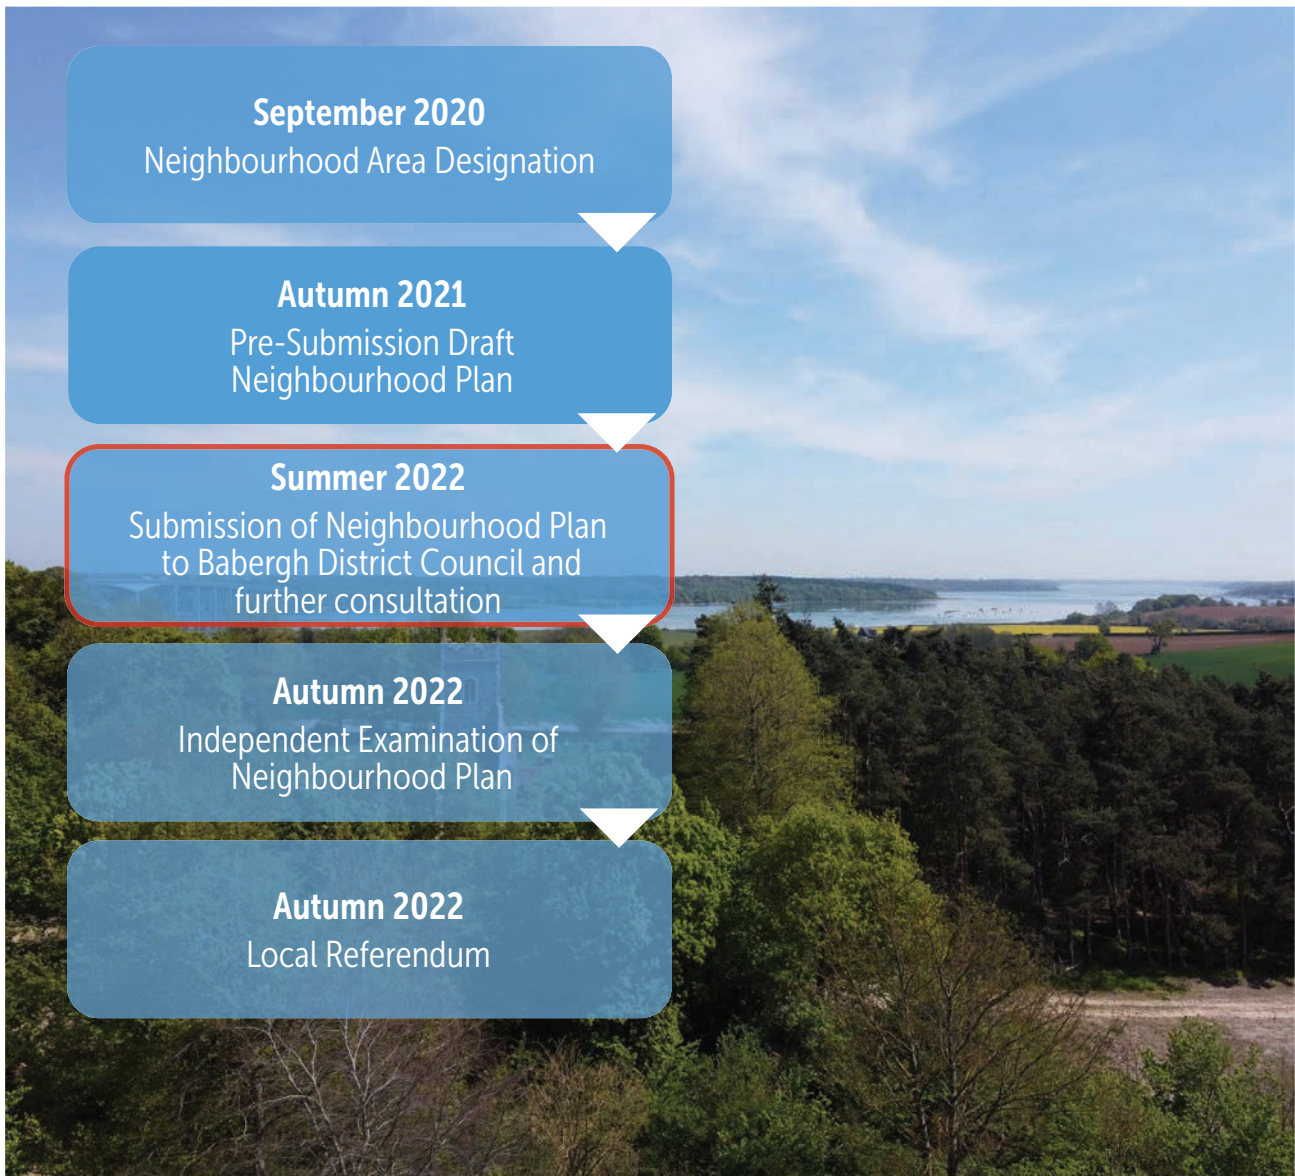 September 2020
Neighbourhood Area Designation
Autumn 2021
Pre-Submission Draft
Neighbourhood Plan
Summer 2022
Submission of Neighbourhood Plan
to Babergh District Council and
further consultation
Autumn 2022
Independent Examination of
Neighbourhood Plan
Autumn 2022
Local Referendum